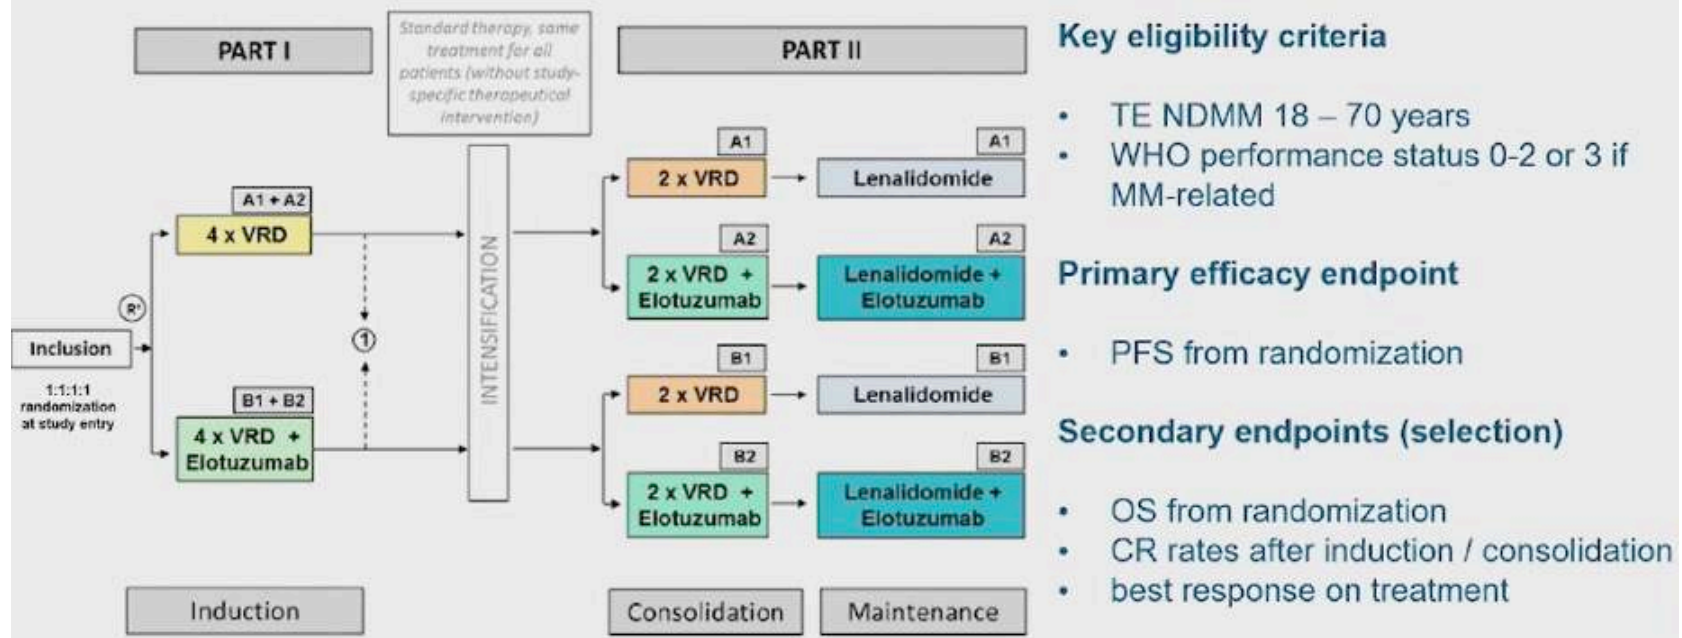 PART I
Standard therapy, same
treatment for all
patients (without study-
specific therapeutical
intervention)
PART II
Inclusion
1:1:1:1
randomization
at study entry
R¹
A1 + A2
4 x VRD
B1 + B2
4 x VRD +
Elotuzumab
1
INTENSIFICATION
A1
2 x VRD
A1
Lenalidomide
A2
2 x VRD +
Elotuzumab
A2
Lenalidomide +
Elotuzumab
B1
2 x VRD
B1
Lenalidomide
B2
2 x VRD +
Elotuzumab
B2
Lenalidomide +
Elotuzumab
Induction
Consolidation
Maintenance
Key eligibility criteria
• TE NDMM 18 – 70 years
• WHO performance status 0-2 or 3 if
MM-related
Primary efficacy endpoint
• PFS from randomization
Secondary endpoints (selection)
• OS from randomization
• CR rates after induction / consolidation
• best response on treatment